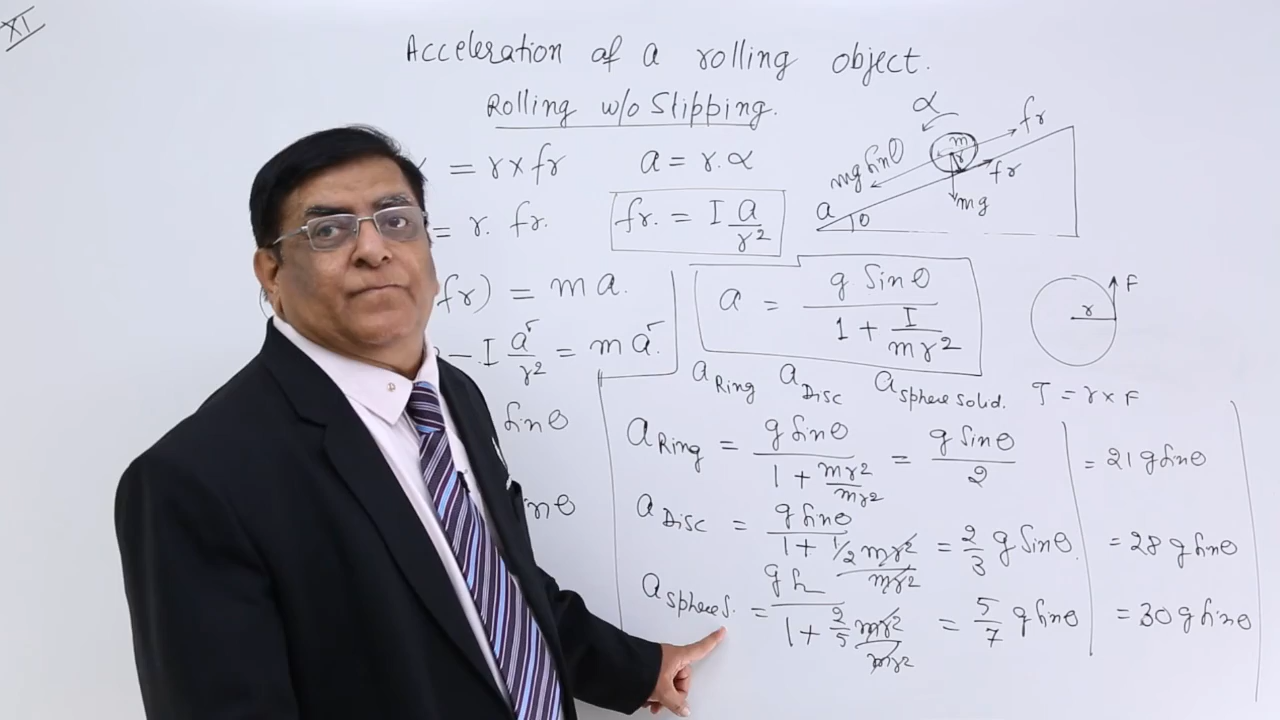 XI
Acceleration of a rolling object.
Rolling w/o Slipping.
= r x fr
a = r.α
= r. fr.
fr. = I a/r²
fr) = ma.
- I a/r² = m a.
Sinθ
nθ
α
fr
m
r
fr
mg Sinθ
mg
a
θ
a = g Sinθ / 1 + I/mr²
F
r
a Ring a Disc a sphere solid.
τ = r x F
a Ring = g Sinθ / 1 + mr²/mr² = g Sinθ / 2 = 21 g Sinθ
a Disc = g Sinθ / 1 + 1/2 mr²/mr² = 2/3 g Sinθ. = 28 g Sinθ
a Sphere S. = g h / 1 + 2/5 mr²/mr² = 5/7 g Sinθ = 30 g Sinθ